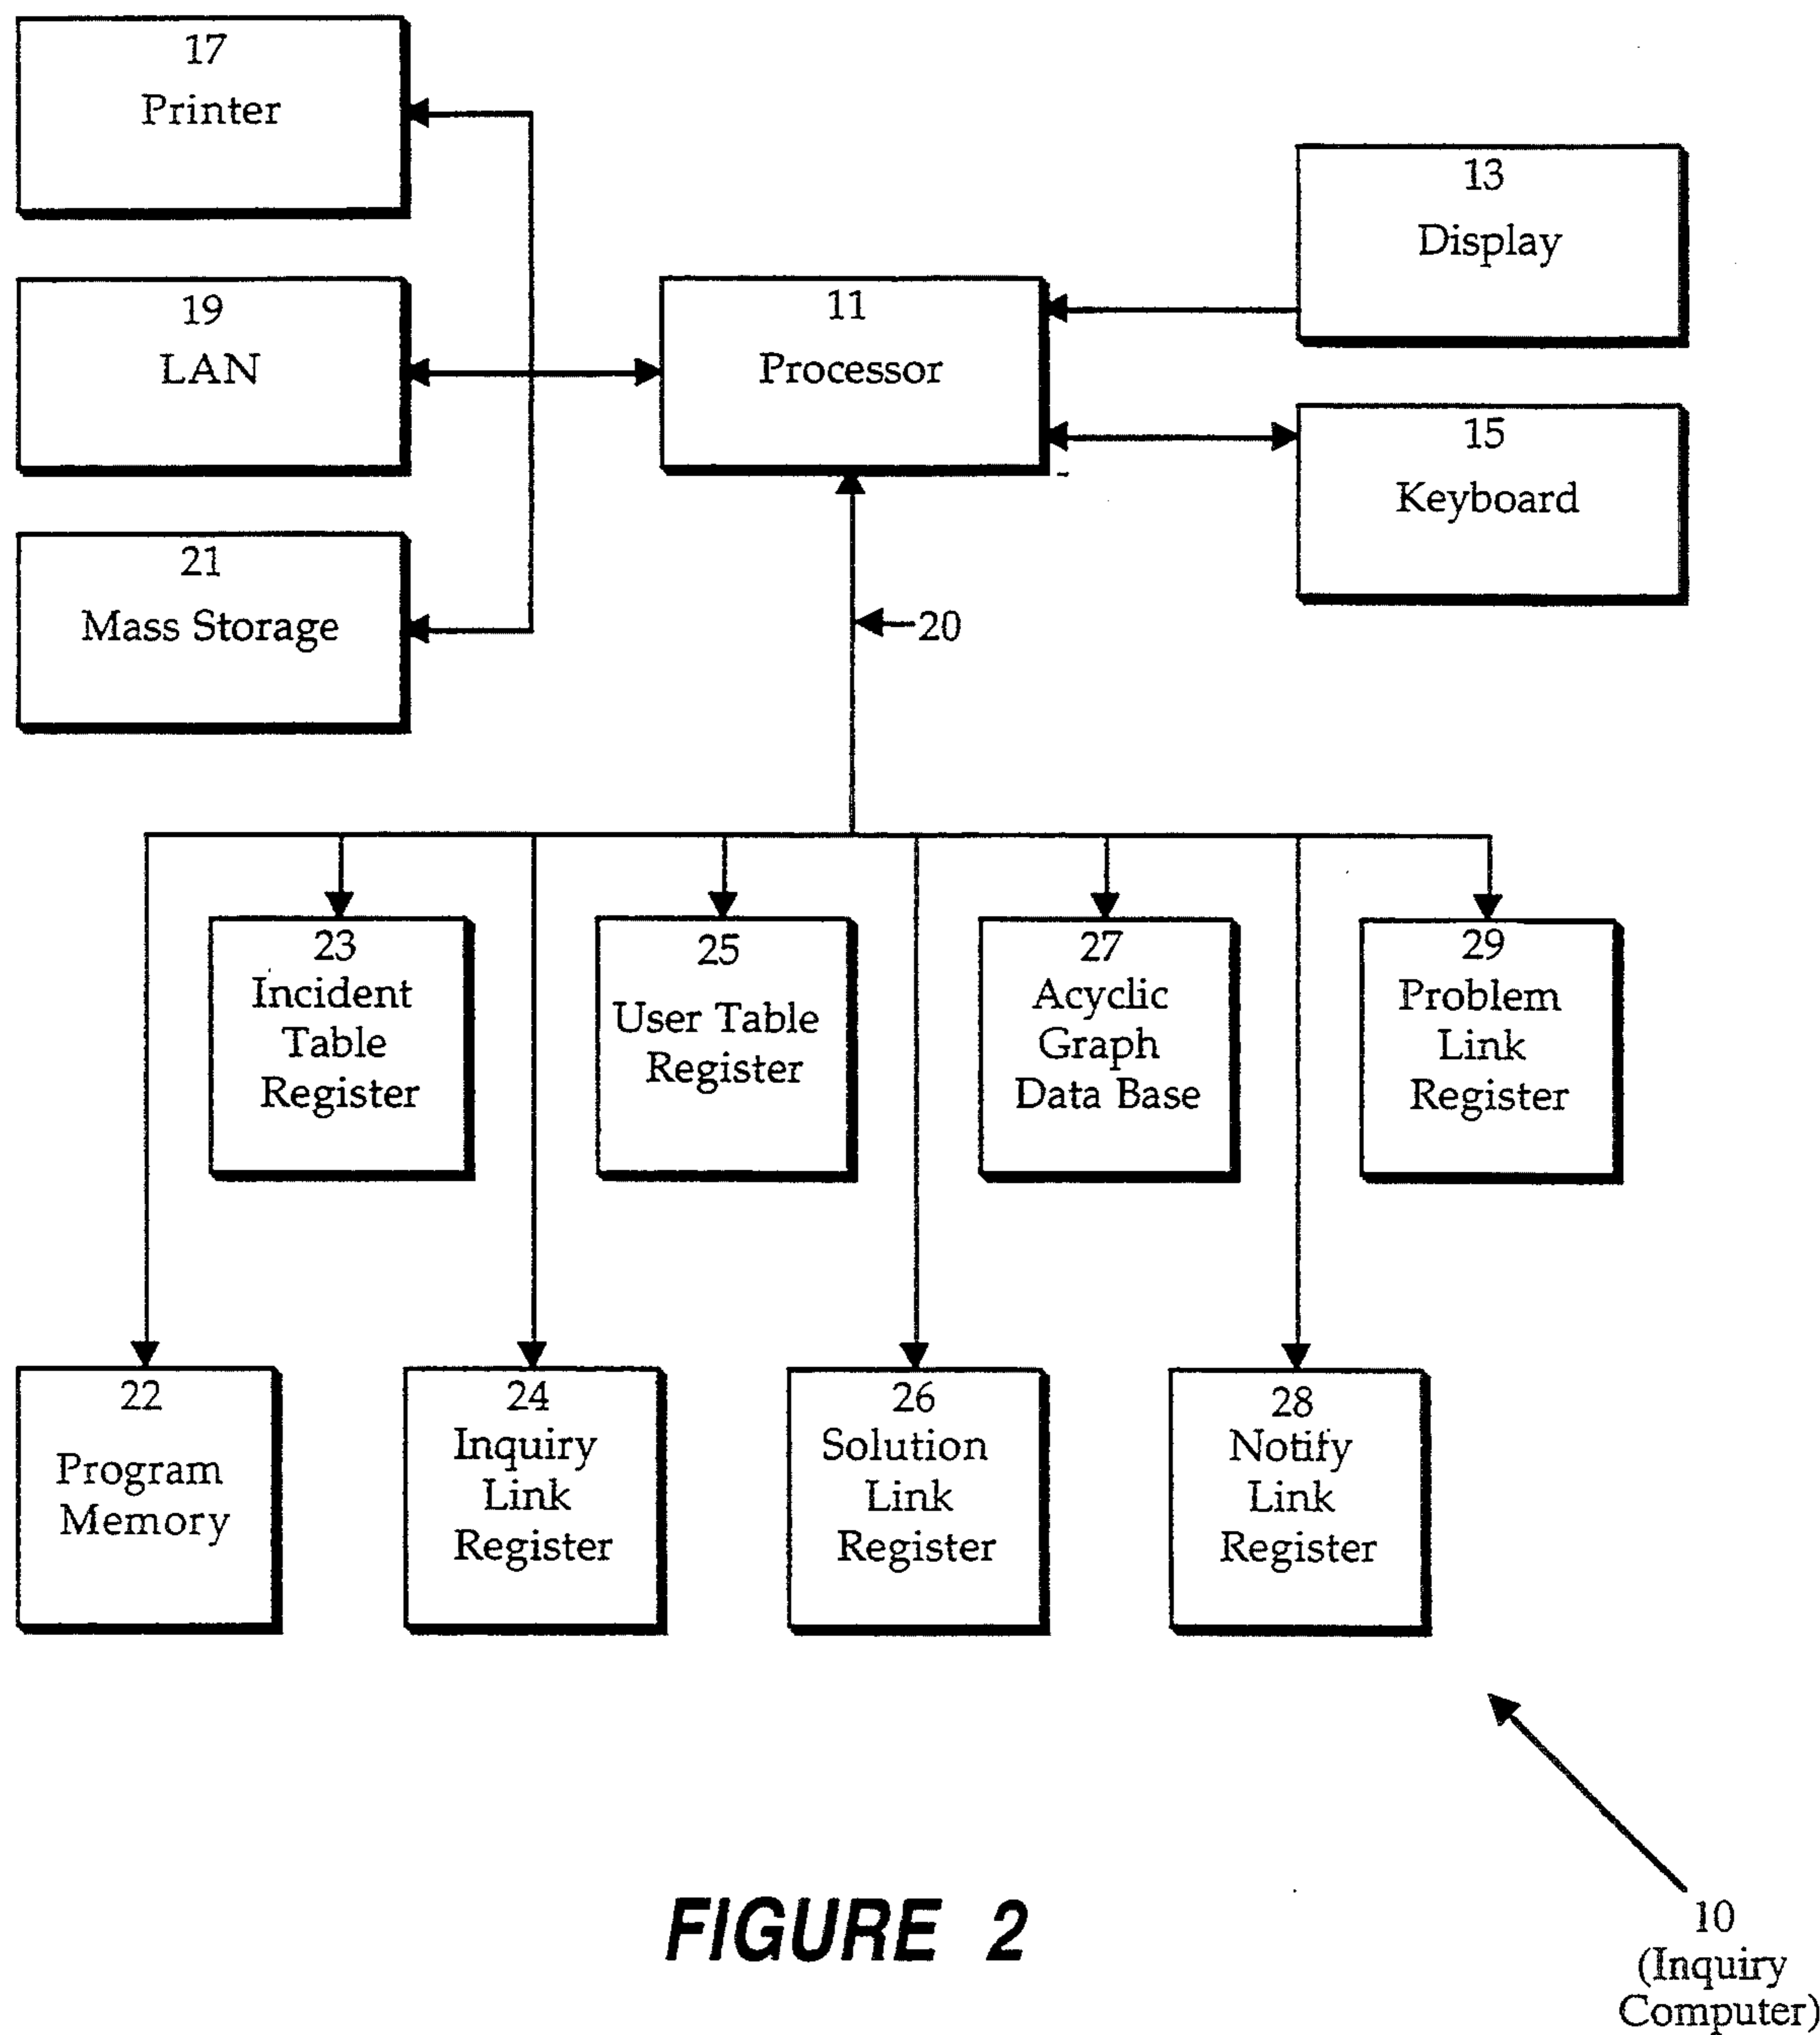 17
Printer
13
Display
19
LAN
11
Processor
15
Keyboard
21
Mass Storage
20
23
Incident
Table
Register
25
User Table
Register
27
Acyclic
Graph
Data Base
29
Problem
Link
Register
22
Program
Memory
24
Inquiry
Link
Register
26
Solution
Link
Register
28
Notify
Link
Register
10
(Inquiry
Computer)
FIGURE 2